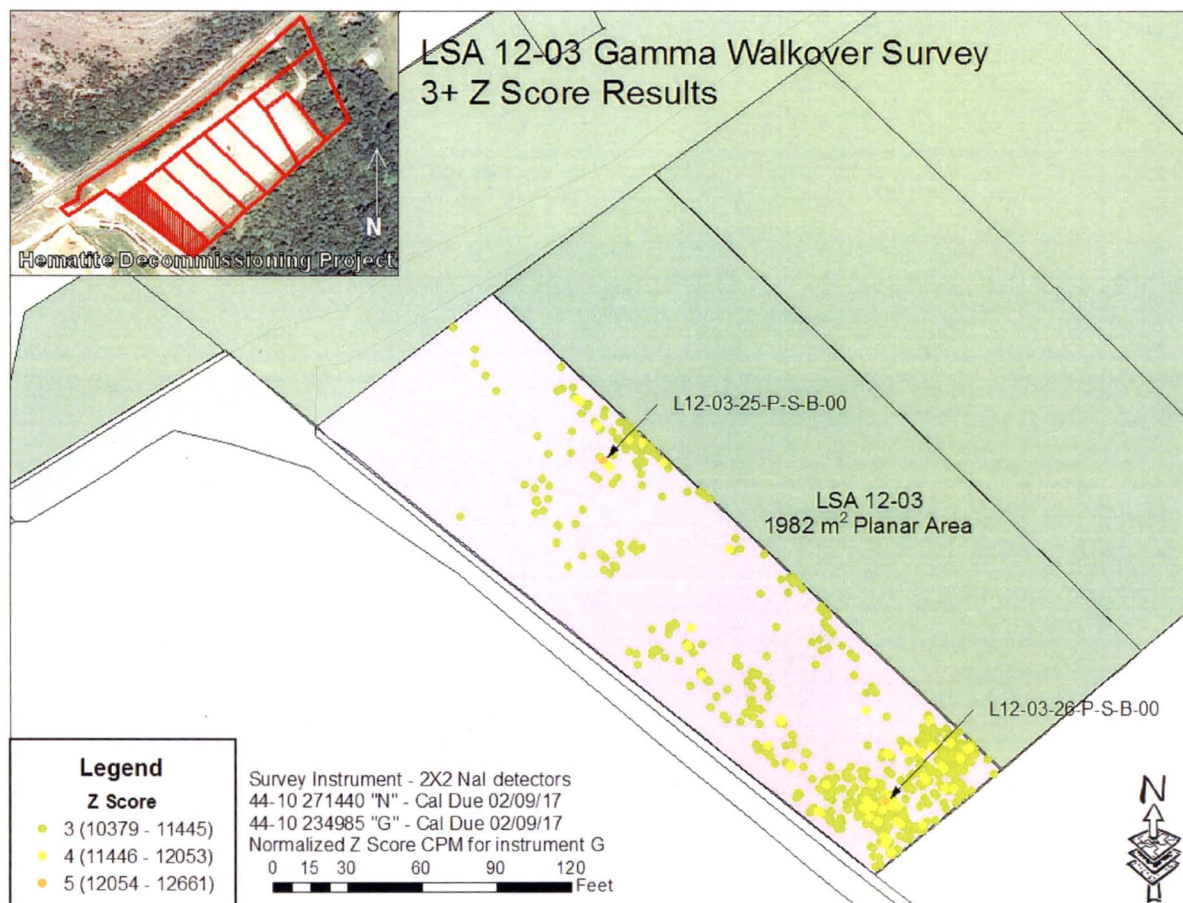 LSA 12-03 Gamma Walkover Survey
3+ Z Score Results
N
Hematite Decommissioning Project
L12-03-25-P-S-B-00
LSA 12-03
1982 m² Planar Area
L12-03-26-P-S-B-00
Legend
Z Score
3 (10379 - 11445)
4 (11446 - 12053)
5 (12054 - 12661)
Survey Instrument - 2X2 NaI detectors
44-10 271440 "N" - Cal Due 02/09/17
44-10 234985 "G" - Cal Due 02/09/17
Normalized Z Score CPM for instrument G
0 15 30 60 90 120
Feet
N